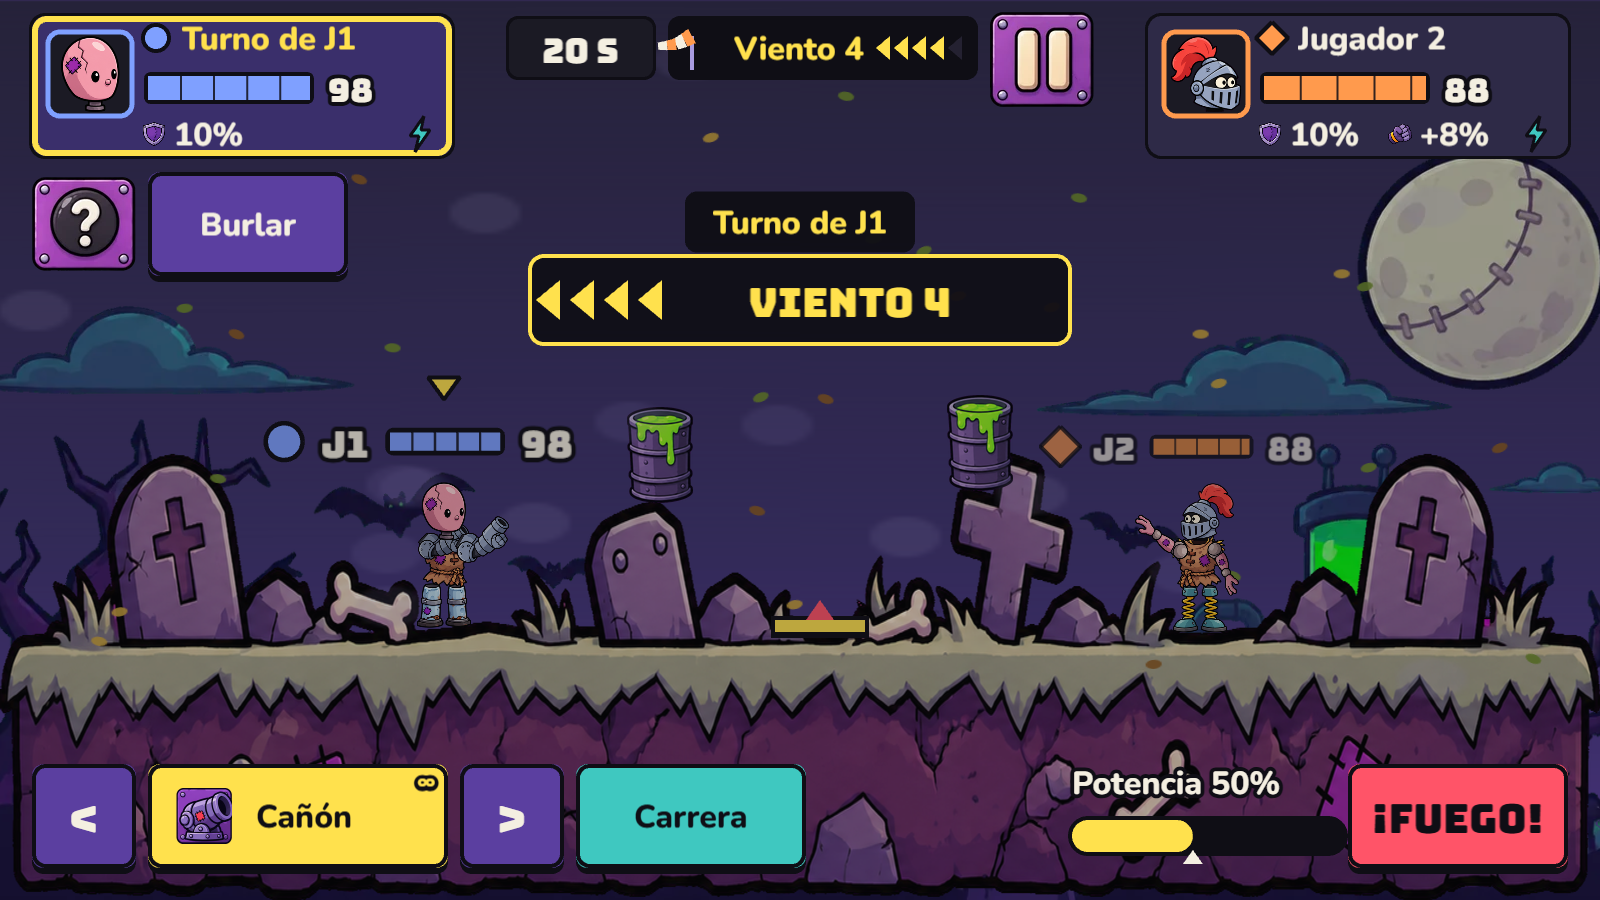 Turno de J1
98
10%
20 S
Viento 4
Jugador 2
88
10%
+8%
?
Burlar
Turno de J1
VIENTO 4
J1
98
J2
88
<
Cañón
∞
>
Carrera
Potencia 50%
¡FUEGO!